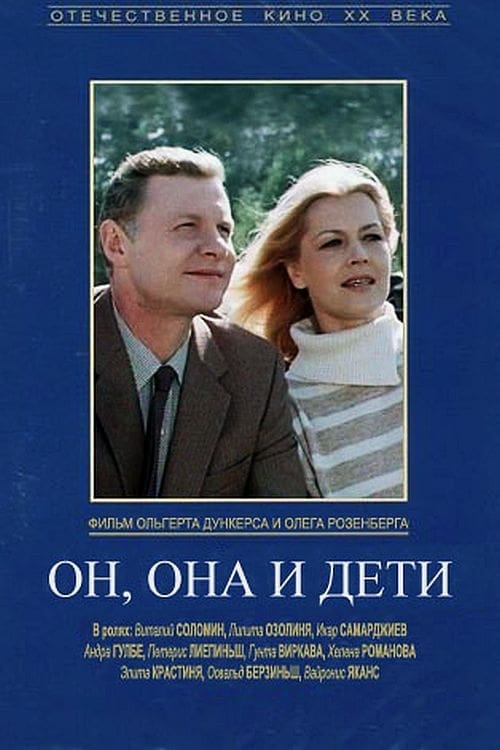 ОТЕЧЕСТВЕННОЕ КИНО XX ВЕКА
ФИЛЬМ ОЛЬГЕРТА ДУНКЕРСА И ОЛЕГА РОЗЕНБЕРГА
ОН, ОНА И ДЕТИ
В ролях: Виталий СОЛОМИН, Лилита ОЗОЛИНЯ, Икар САМАРДЖИЕВ
Андра ГУЛБЕ, Петерис ЛИЕПИНЬШ, Гунта ВИРКАВА, Хелена РОМАНОВА
Элита КРАСТИНЯ, Освальд БЕРЗИНЬШ, Вайронис ЯКАНС